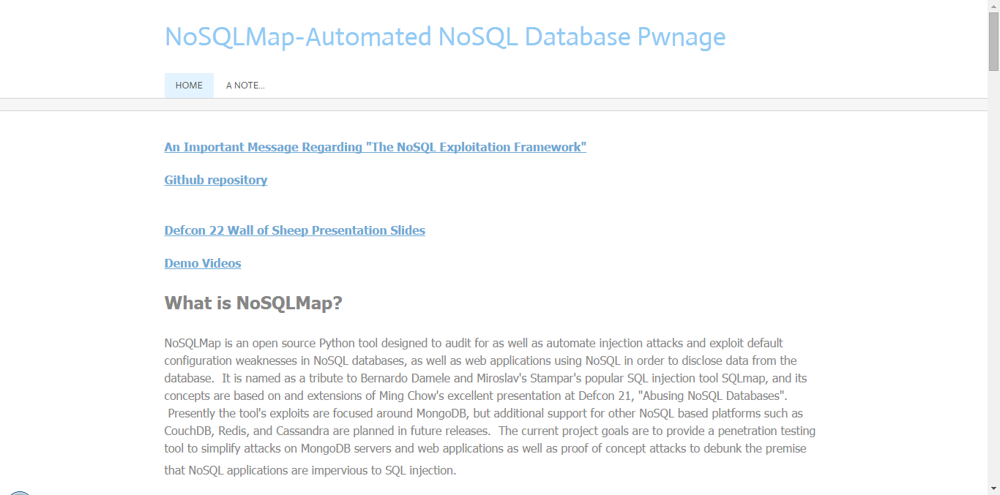 NoSQLMap-Automated NoSQL Database Pwnage
HOME
A NOTE...
An Important Message Regarding "The NoSQL Exploitation Framework"
Github repository
Defcon 22 Wall of Sheep Presentation Slides
Demo Videos
What is NoSQLMap?
NoSQLMap is an open source Python tool designed to audit for as well as automate injection attacks and exploit default
configuration weaknesses in NoSQL databases, as well as web applications using NoSQL in order to disclose data from the
database.  It is named as a tribute to Bernardo Damele and Miroslav's Stampar's popular SQL injection tool SQLmap, and its
concepts are based on and extensions of Ming Chow's excellent presentation at Defcon 21, "Abusing NoSQL Databases".
Presently the tool's exploits are focused around MongoDB, but additional support for other NoSQL based platforms such as
CouchDB, Redis, and Cassandra are planned in future releases.  The current project goals are to provide a penetration testing
tool to simplify attacks on MongoDB servers and web applications as well as proof of concept attacks to debunk the premise
that NoSQL applications are impervious to SQL injection.